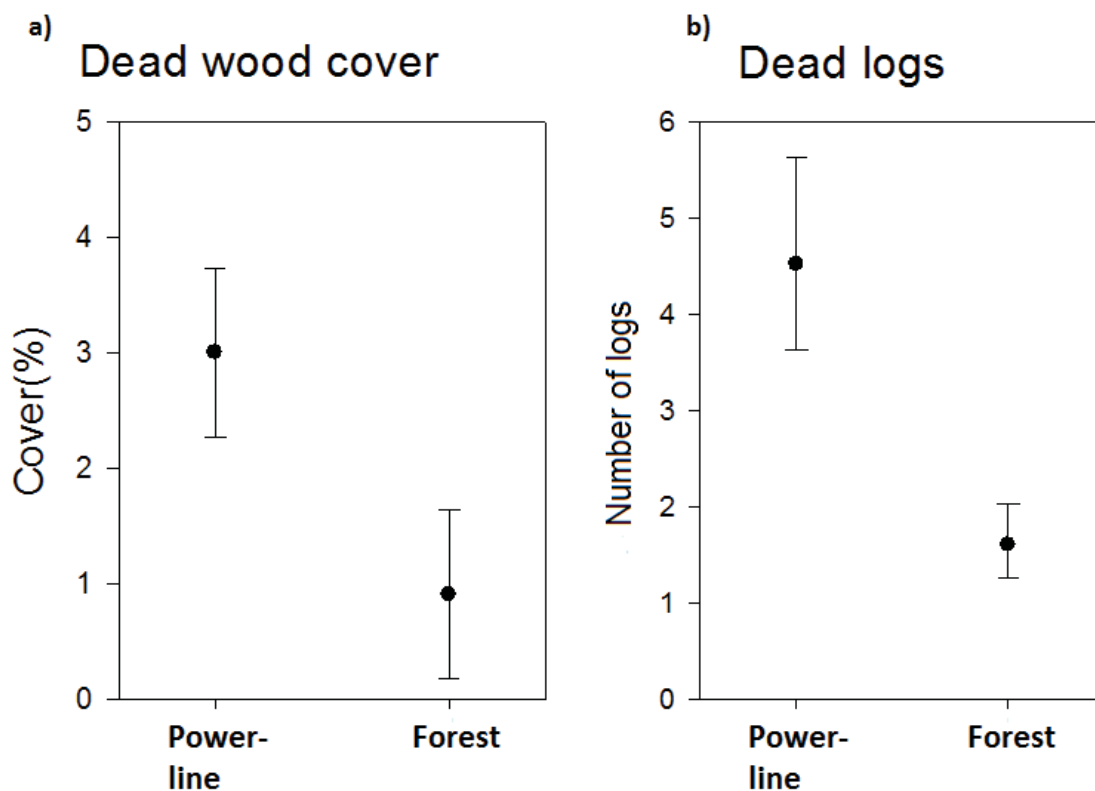 a)
Dead wood cover
5
4
3
2
1
0
Cover(%)
Power-
line
Forest
b)
Dead logs
6
5
4
3
2
1
0
Number of logs
Power-
line
Forest